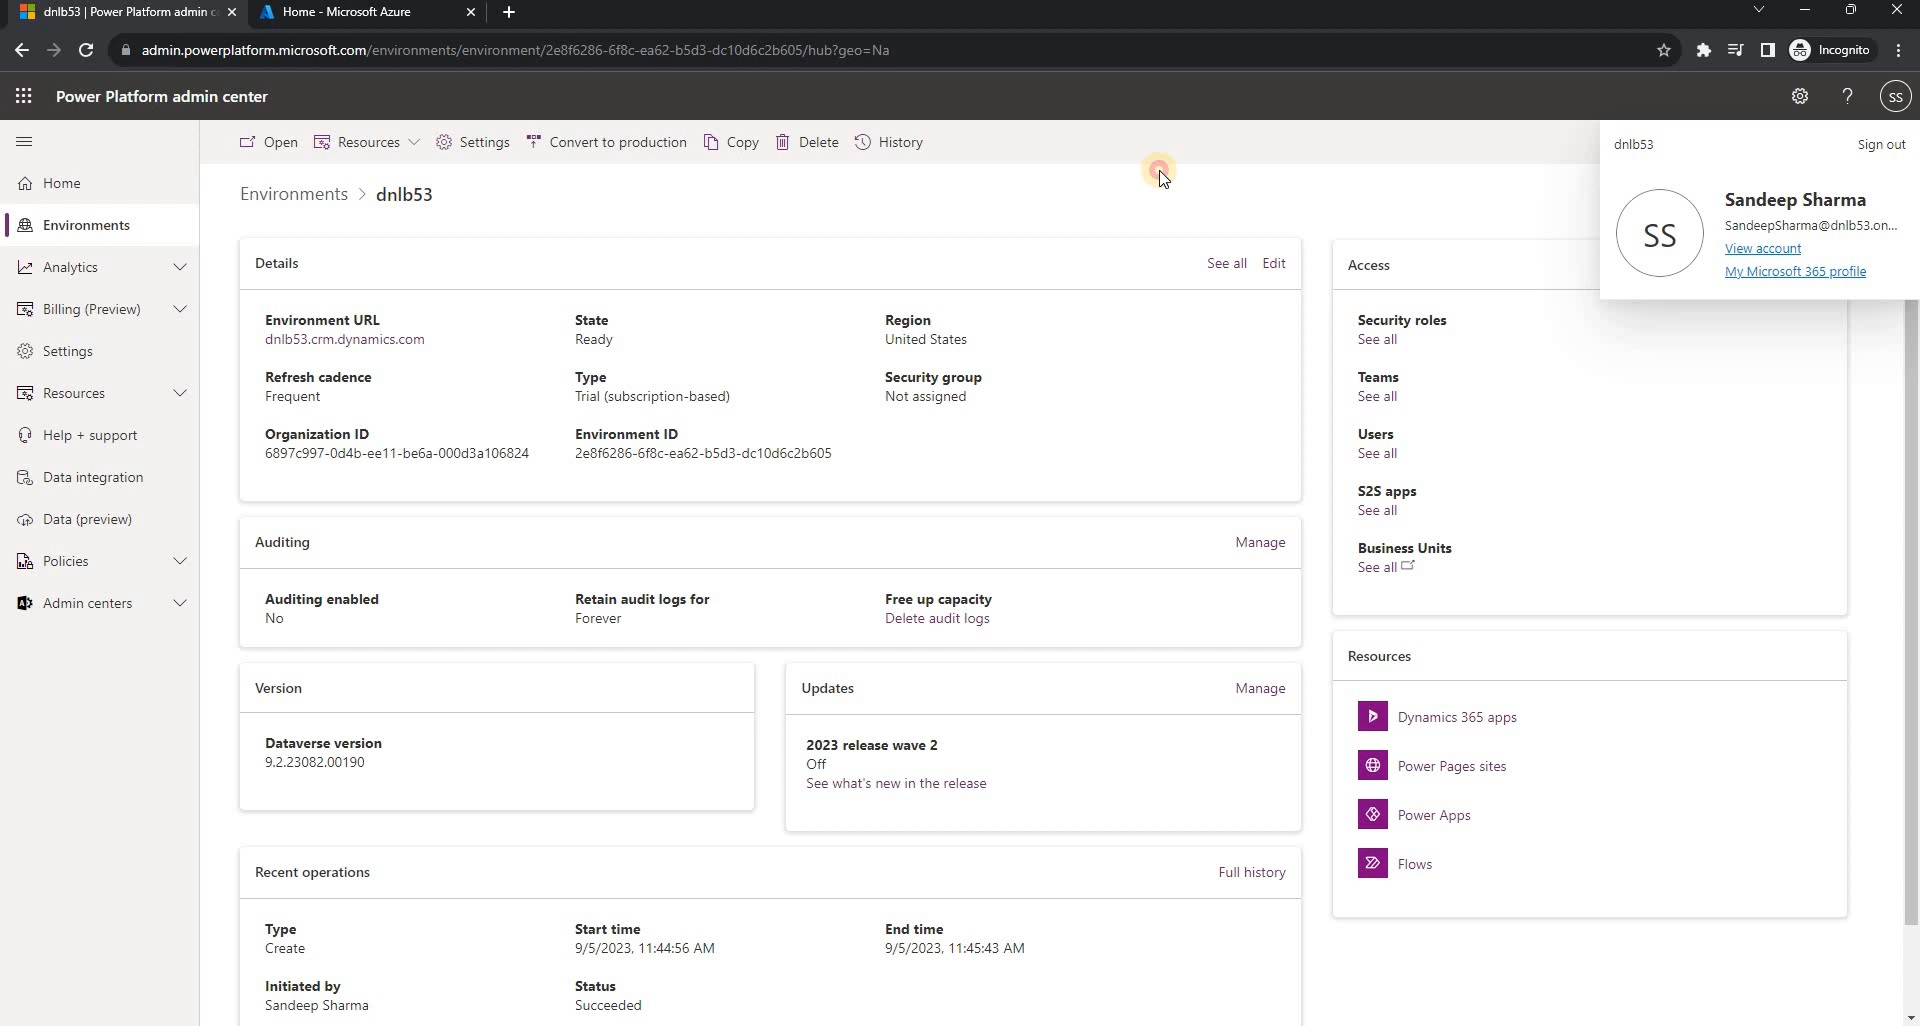 dnlb53 | Power Platform admin c
Home - Microsoft Azure
admin.powerplatform.microsoft.com/environments/environment/2e8f6286-6f8c-ea62-b5d3-dc10d6c2b605/hub?geo=Na
Incognito
Power Platform admin center
?
SS
Open
Resources
Settings
Convert to production
Copy
Delete
History
dnlb53
Sign out
SS
Sandeep Sharma
SandeepSharma@dnlb53.on...
View account
My Microsoft 365 profile
Home
Environments
Analytics
Billing (Preview)
Settings
Resources
Help + support
Data integration
Data (preview)
Policies
Admin centers
Environments > dnlb53
Details
See all
Edit
Environment URL
dnlb53.crm.dynamics.com
State
Ready
Region
United States
Refresh cadence
Frequent
Type
Trial (subscription-based)
Security group
Not assigned
Organization ID
6897c997-0d4b-ee11-be6a-000d3a106824
Environment ID
2e8f6286-6f8c-ea62-b5d3-dc10d6c2b605
Auditing
Manage
Auditing enabled
No
Retain audit logs for
Forever
Free up capacity
Delete audit logs
Version
Dataverse version
9.2.23082.00190
Updates
Manage
2023 release wave 2
Off
See what's new in the release
Recent operations
Full history
Type
Create
Start time
9/5/2023, 11:44:56 AM
End time
9/5/2023, 11:45:43 AM
Initiated by
Sandeep Sharma
Status
Succeeded
Access
Security roles
See all
Teams
See all
Users
See all
S2S apps
See all
Business Units
See all
Resources
Dynamics 365 apps
Power Pages sites
Power Apps
Flows